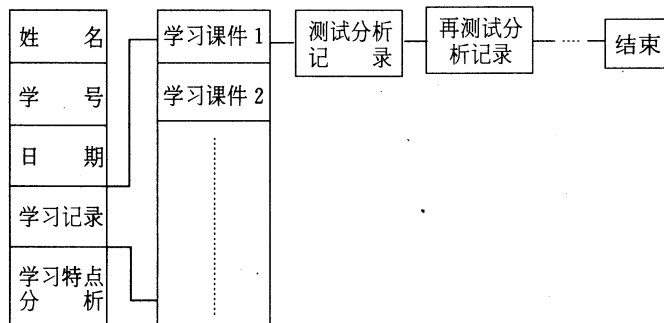 姓 名
学 号
日 期
学习记录
学习特点
分 析
学习课件 1
学习课件 2
测试分析
记 录
再测试分
析记录
结束